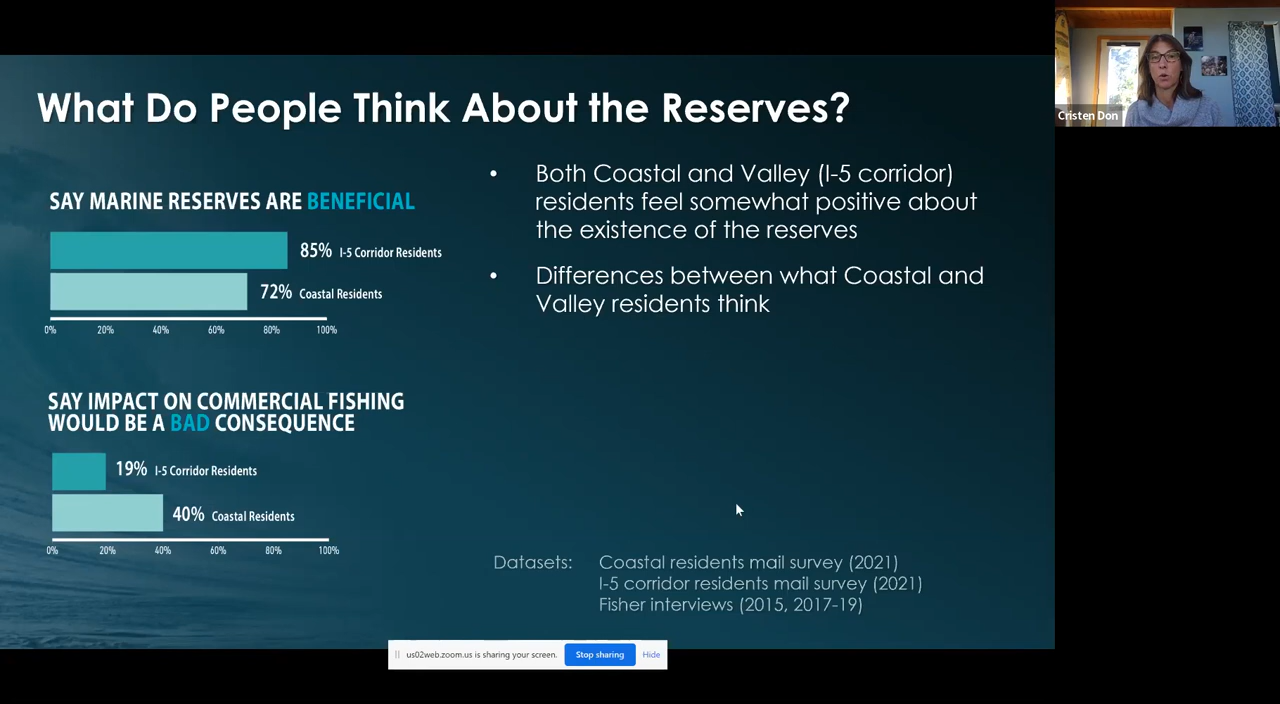 What Do People Think About the Reserves?
SAY MARINE RESERVES ARE BENEFICIAL
85% I-5 Corridor Residents
72% Coastal Residents
0% 20% 40% 60% 80% 100%
SAY IMPACT ON COMMERCIAL FISHING
WOULD BE A BAD CONSEQUENCE
19% I-5 Corridor Residents
40% Coastal Residents
0% 20% 40% 60% 80% 100%
• Both Coastal and Valley (I-5 corridor)
residents feel somewhat positive about
the existence of the reserves
• Differences between what Coastal and
Valley residents think
Datasets: Coastal residents mail survey (2021)
I-5 corridor residents mail survey (2021)
Fisher interviews (2015, 2017-19)
us02web.zoom.us is sharing your screen. Stop sharing Hide
Cristen Don